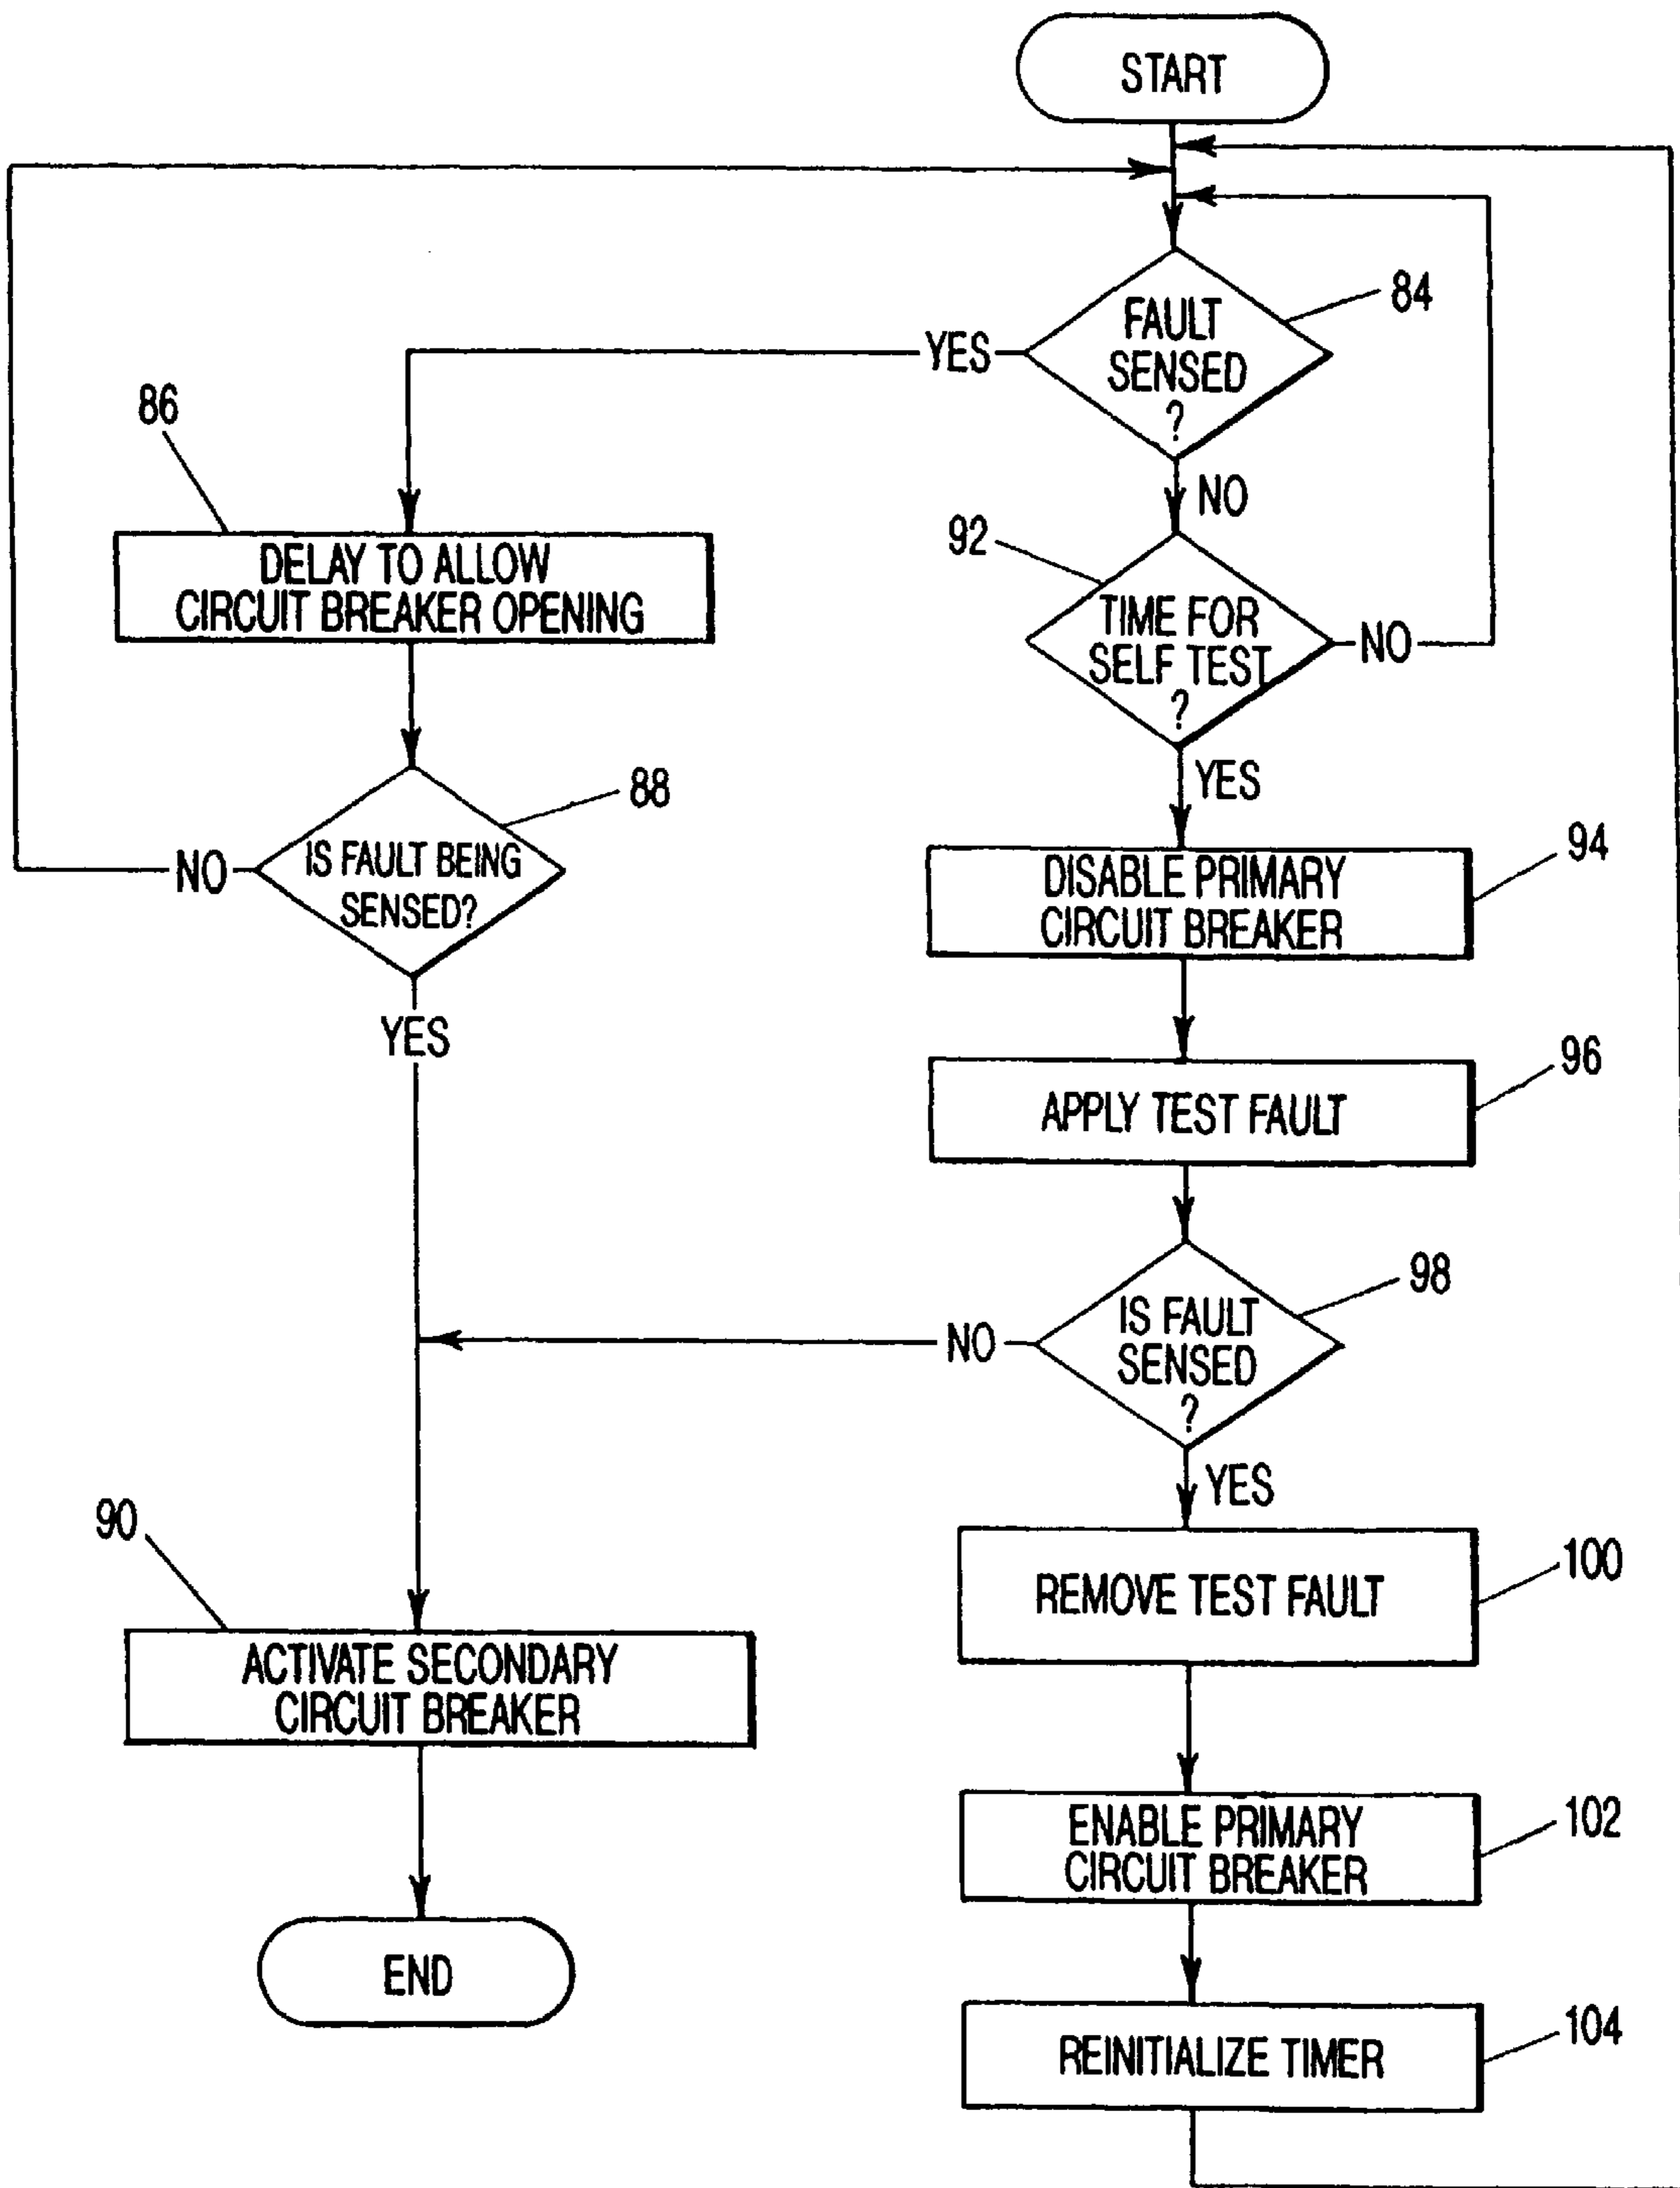 START
FAULT
SENSED
?
84
YES
NO
86
DELAY TO ALLOW
CIRCUIT BREAKER OPENING
92
TIME FOR
SELF TEST
?
NO
YES
88
IS FAULT BEING
SENSED?
NO
YES
94
DISABLE PRIMARY
CIRCUIT BREAKER
96
APPLY TEST FAULT
98
IS FAULT
SENSED
?
NO
YES
90
ACTIVATE SECONDARY
CIRCUIT BREAKER
END
100
REMOVE TEST FAULT
102
ENABLE PRIMARY
CIRCUIT BREAKER
104
REINITIALIZE TIMER